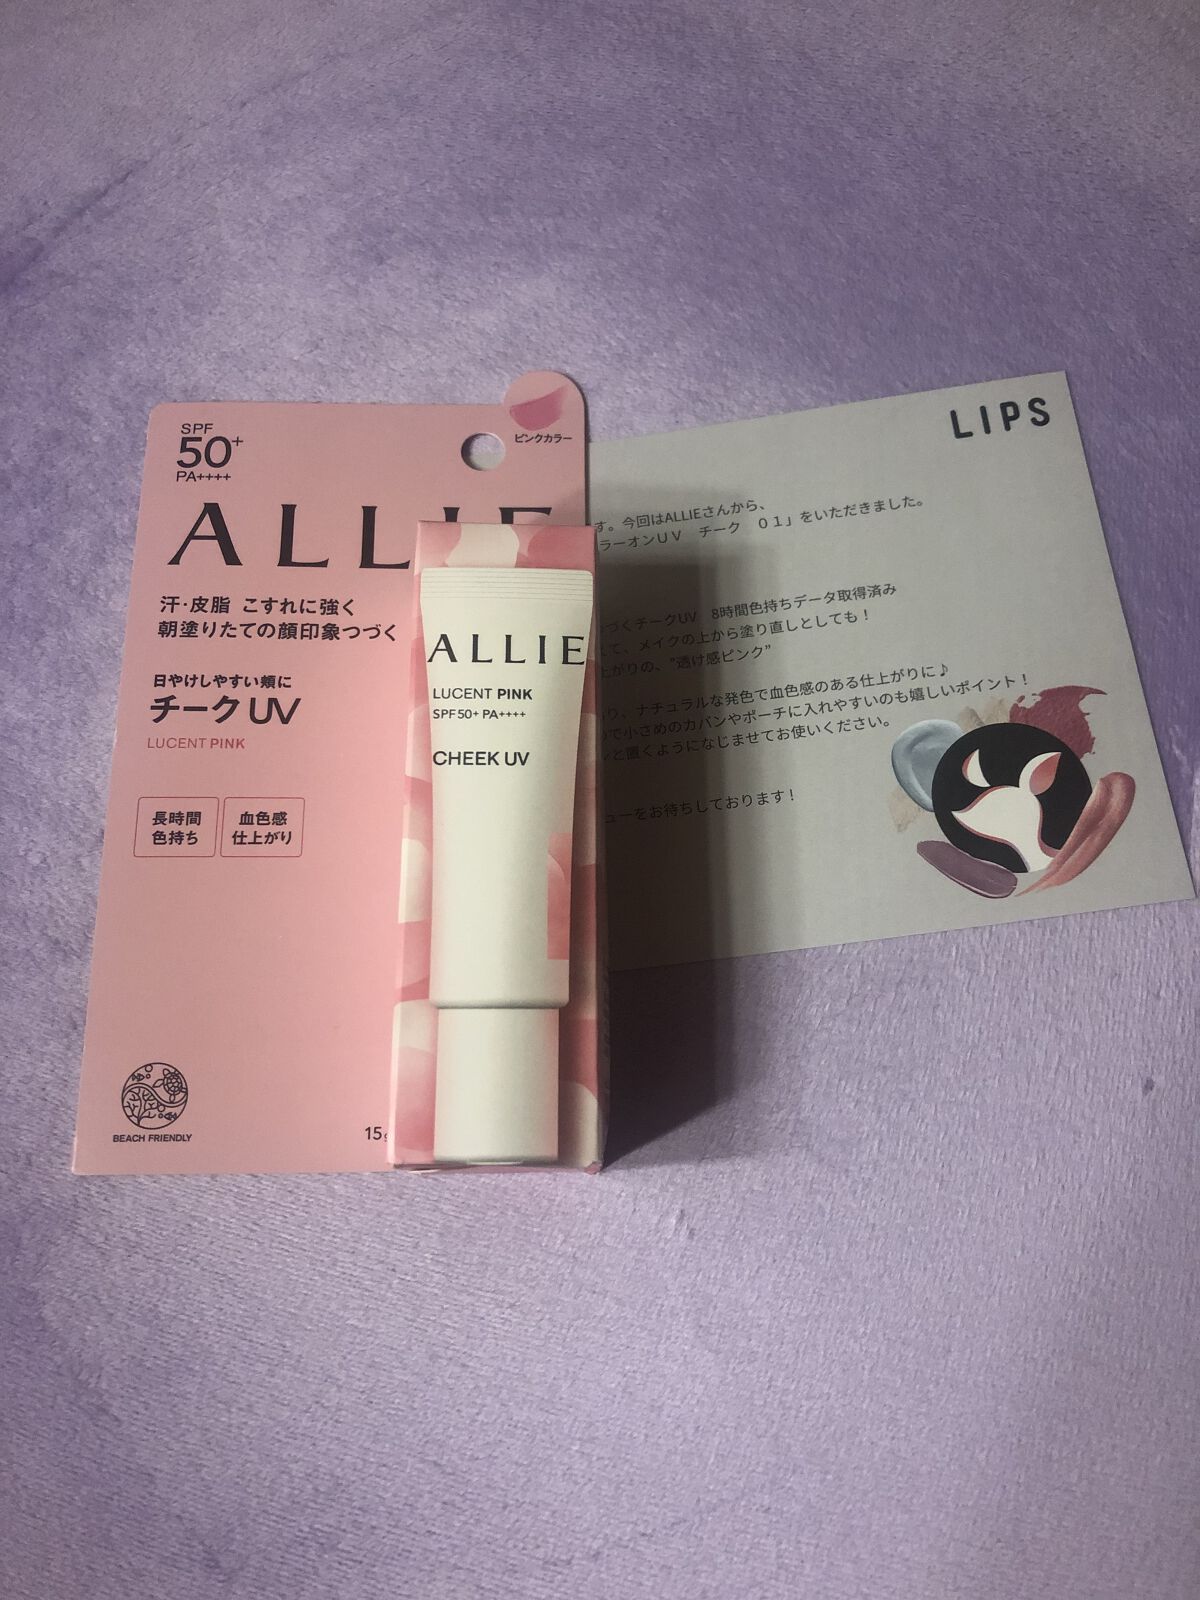 SPF
50+
PA++++
ピンクカラー
ALLIE
汗・皮脂 こすれに強く
朝塗りたての顔印象つづく
日やけしやすい頬に
チークUV
LUCENT PINK
長時間
色持ち
血色感
仕上がり
BEACH FRIENDLY
15g
ALLIE
LUCENT PINK
SPF50+ PA++++
CHEEK UV
LIPS
す。今回はALLIEさんから、
ラーオンUV チーク 01」をいただきました。
づくチークUV 8時間色持ちデータ取得済み
て、メイクの上から塗り直しとしても!
上がりの、"透け感ピンク"
り、ナチュラルな発色で血色感のある仕上がりに♪
ので小さめのカバンやポーチに入れやすいのも嬉しいポイント!
ンと置くようになじませてお使いください。
ューをお待ちしております!